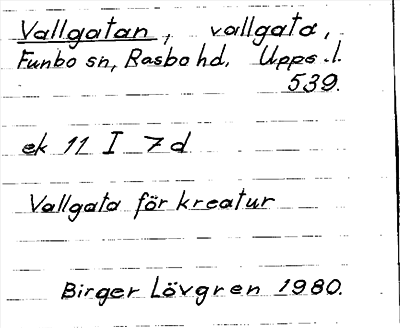 Vallgatan, vallgata,
Funbo sn, Rasbo hd. Upps. l.
539.
ek 11 I 7d
Vallgata för kreatur
Birger Lövgren 1980.